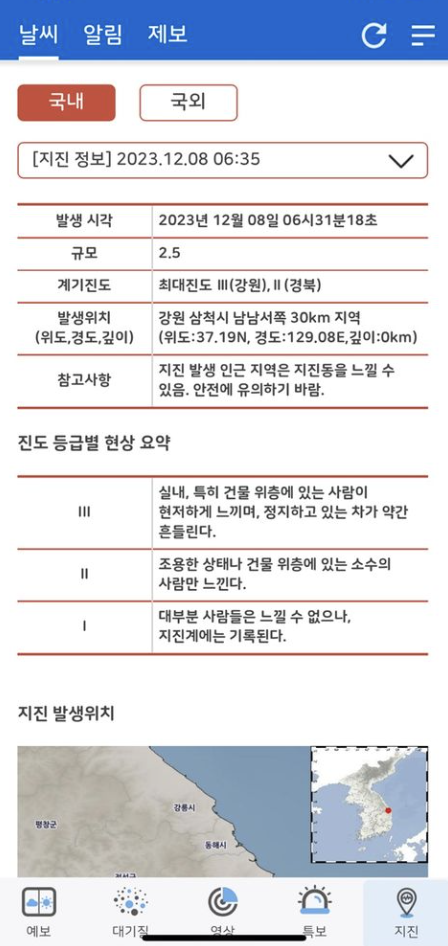 날씨 알림 제보
국내 국외
[지진 정보] 2023.12.08 06:35
발생 시각 2023년 12월 08일 06시31분18초
규모 2.5
계기진도 최대진도 Ⅲ(강원),Ⅱ(경북)
발생위치
(위도,경도,깊이)
강원 삼척시 남남서쪽 30km 지역
(위도:37.19N, 경도:129.08E,깊이:0km)
참고사항
지진 발생 인근 지역은 지진동을 느낄 수
있음. 안전에 유의하기 바람.
진도 등급별 현상 요약
Ⅲ
실내, 특히 건물 위층에 있는 사람이
현저하게 느끼며, 정지하고 있는 차가 약간
흔들린다.
Ⅱ
조용한 상태나 건물 위층에 있는 소수의
사람만 느낀다.
Ⅰ
대부분 사람들은 느낄 수 없으나,
지진계에는 기록된다.
지진 발생위치
강릉시
평창군
동해시
예보 대기질 영상 특보 지진